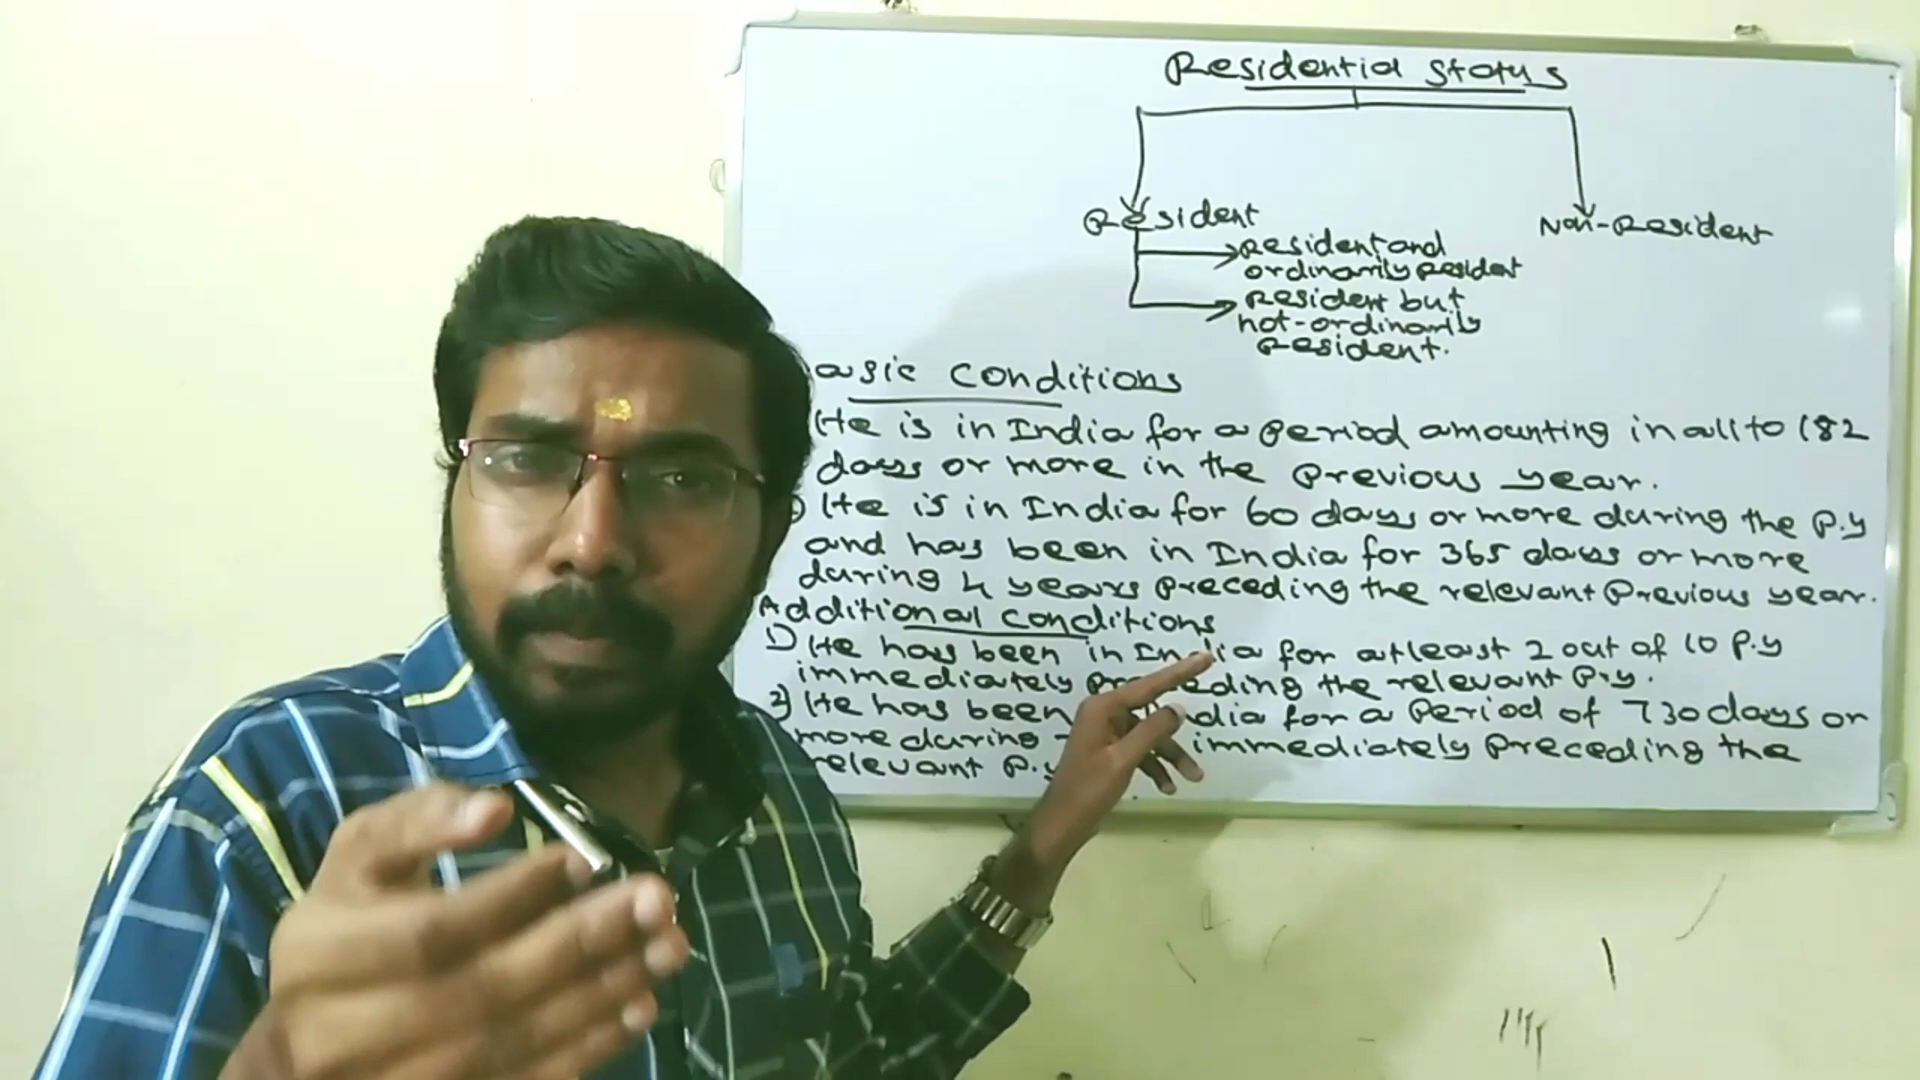 Residential Status
Resident
Non-Resident
Resident and
ordinarily resident
Resident but
not-ordinarily
resident.
asic conditions
He is in India for a period amounting in all to 182
days or more in the previous year.
He is in India for 60 days or more during the P.y
and has been in India for 365 days or more
during 4 years preceding the relevant previous year.
Additional conditions
1) He has been in India for atleast 2 out of 10 P.y
immediately preceding the relevant P.y.
2) He has been dia for a period of 730 days or
more during immediately preceding the
relevant P.y